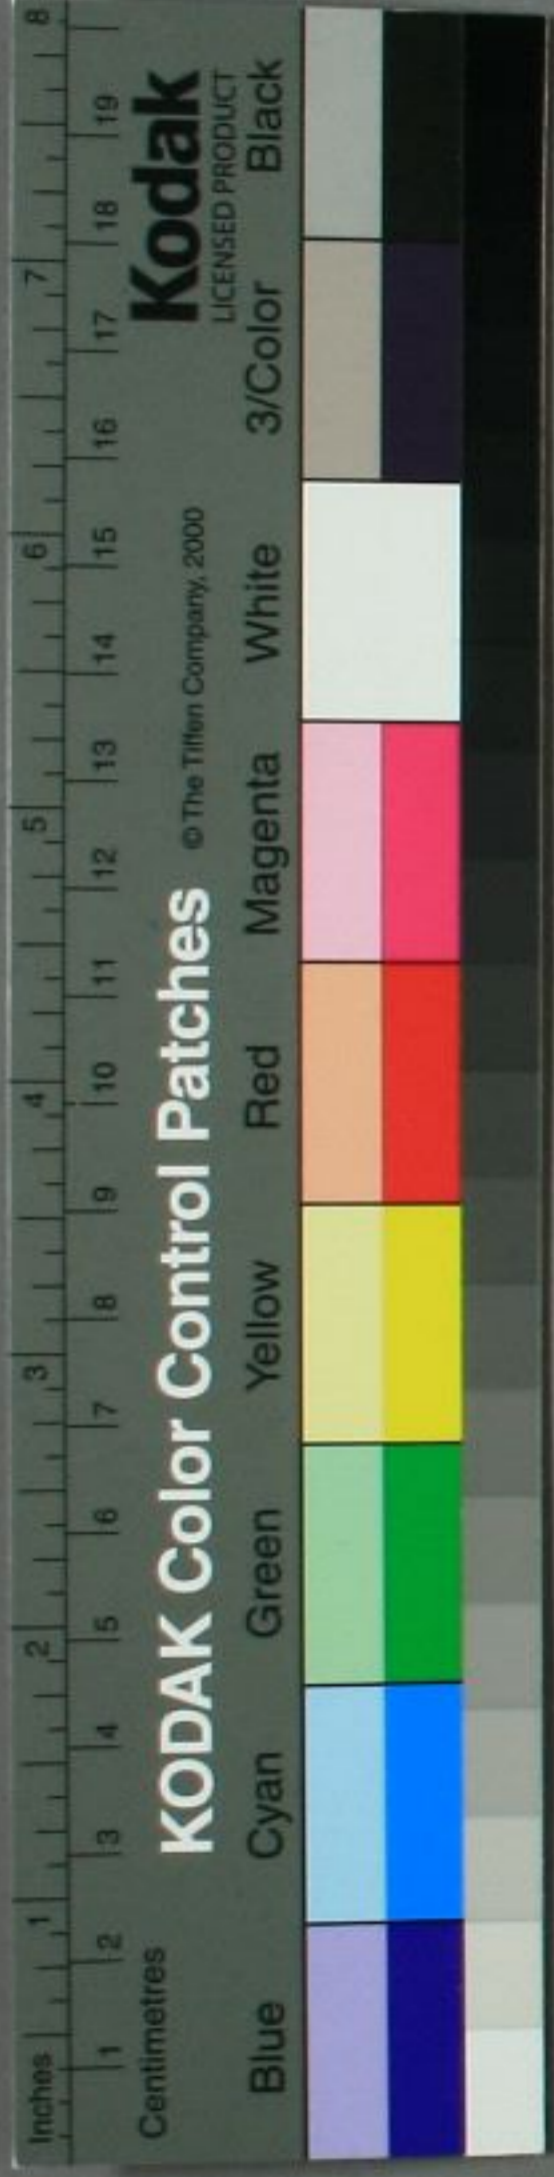 Inches 1 2 3 4 5 6 7 8
Centimetres 1 2 3 4 5 6 7 8 9 10 11 12 13 14 15 16 17 18 19
KODAK Color Control Patches © The Tiffen Company, 2000 Kodak
LICENSED PRODUCT
Blue Cyan Green Yellow Red Magenta White 3/Color Black